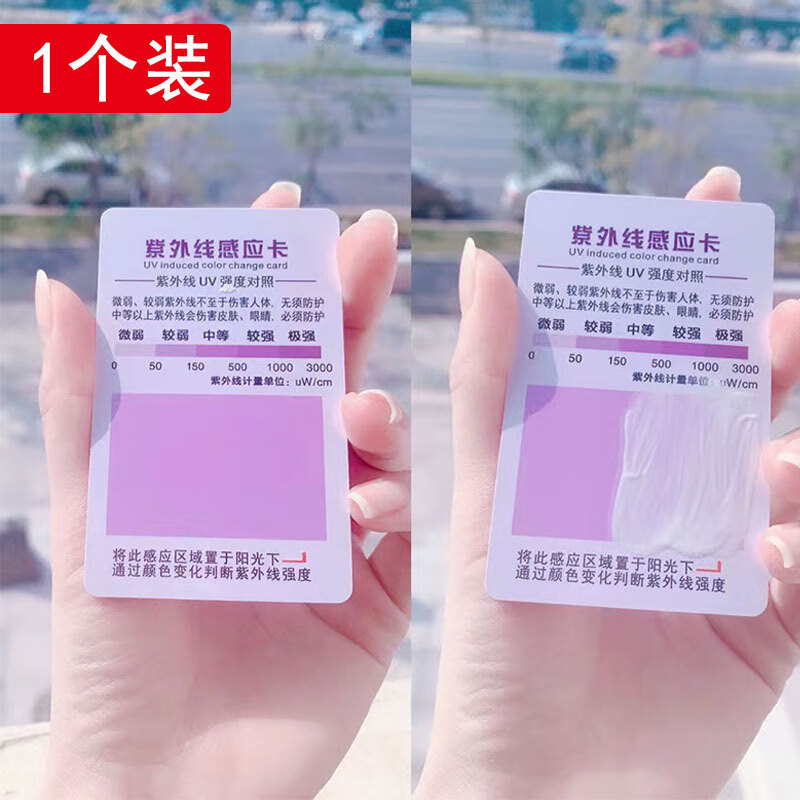 1个装
紫外线感应卡
UV induced color change card
紫外线 UV 强度对照
微弱、较弱紫外线不至于伤害人体，无须防护
中等以上紫外线会伤害皮肤、眼睛，必须防护
微弱 较弱 中等 较强 极强
0 50 150 500 1000 3000
紫外线计量单位：uW/cm
将此感应区域置于阳光下
通过颜色变化判断紫外线强度
紫外线感应卡
UV induced color change card
紫外线 UV 强度对照
微弱、较弱紫外线不至于伤害人体，无须防护
中等以上紫外线会伤害皮肤、眼睛，必须防护
微弱 较弱 中等 较强 极强
0 50 150 500 1000 3000
紫外线计量单位：uW/cm
将此感应区域置于阳光下
通过颜色变化判断紫外线强度